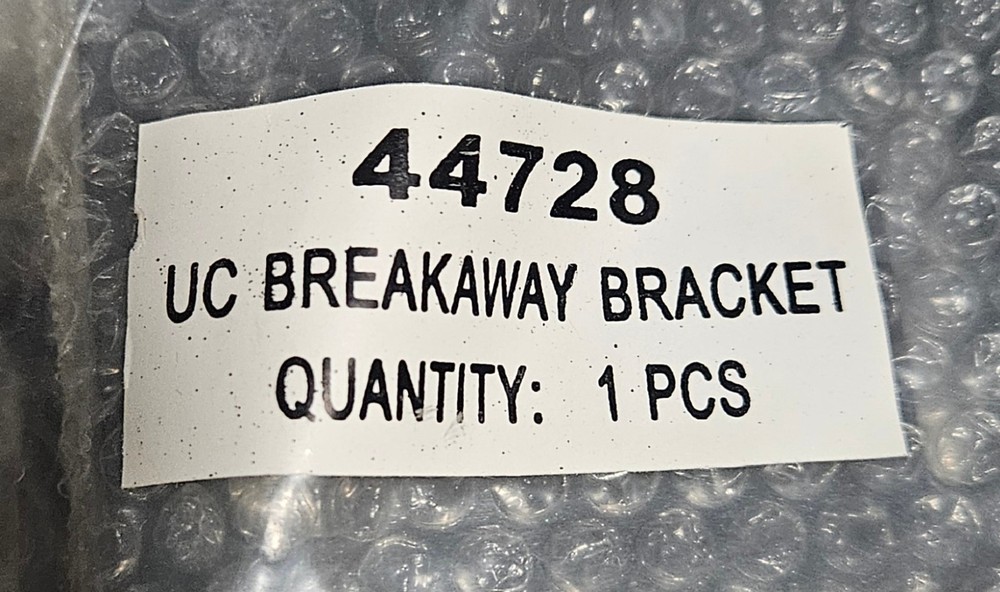 44728
UC BREAKAWAY BRACKET
QUANTITY: 1 PCS